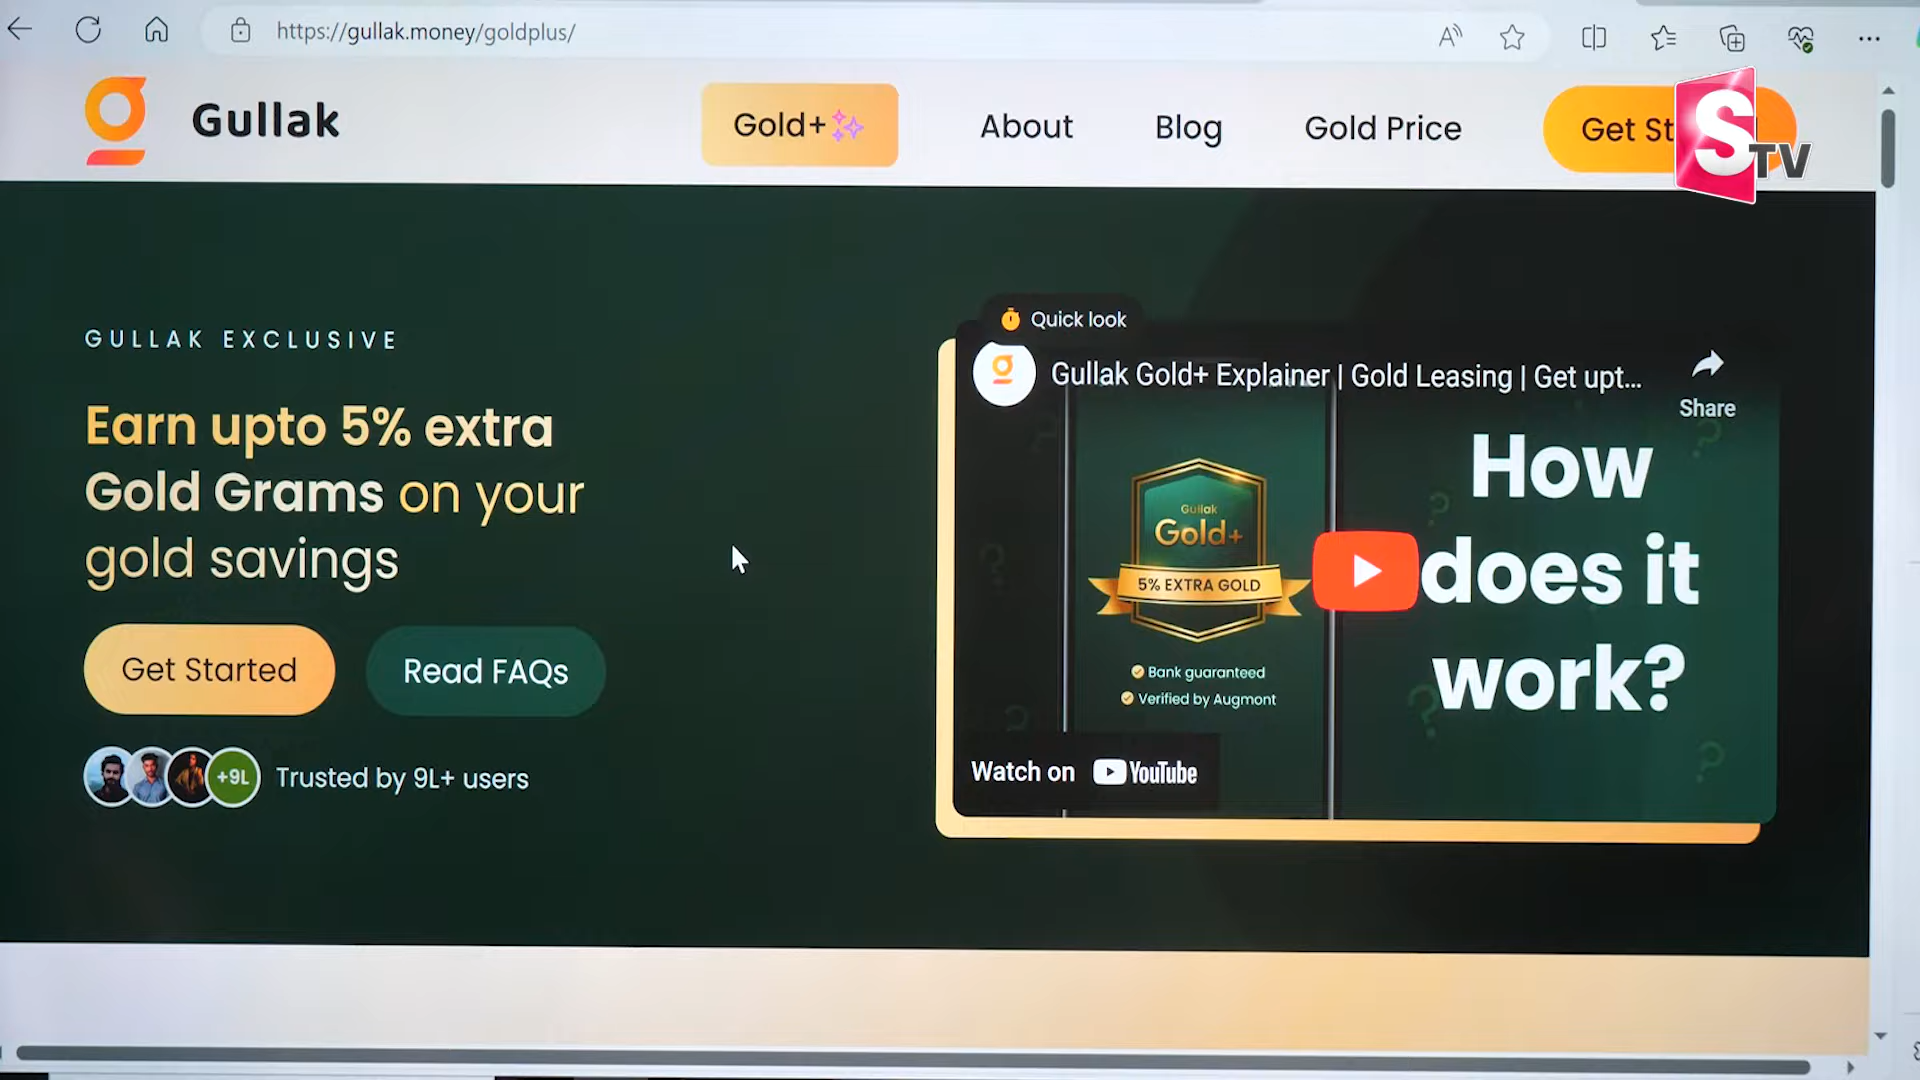 https://gullak.money/goldplus/
Gullak
Gold+
About
Blog
Gold Price
Get St
STV
GULLAK EXCLUSIVE
Earn upto 5% extra
Gold Grams on your
gold savings
Get Started
Read FAQs
+9L
Trusted by 9L+ users
Quick look
Gullak Gold+ Explainer | Gold Leasing | Get upt...
Share
Gullak
Gold+
5% EXTRA GOLD
Bank guaranteed
Verified by Augmont
How
does it
work?
Watch on YouTube